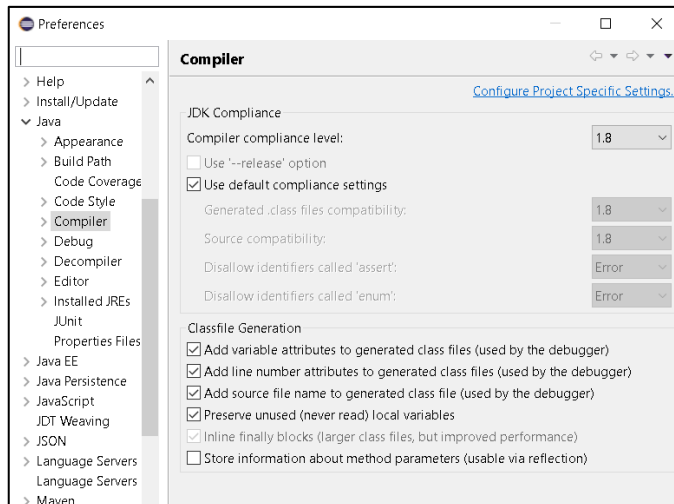 Preferences
Compiler
Configure Project Specific Settings.
Help
Install/Update
Java
Appearance
Build Path
Code Coverage
Code Style
Compiler
Debug
Decompiler
Editor
Installed JREs
JUnit
Properties Files
Java EE
Java Persistence
JavaScript
JDT Weaving
JSON
Language Servers
Language Servers
Maven
JDK Compliance
Compiler compliance level: 1.8
Use '--release' option
Use default compliance settings
Generated .class files compatibility: 1.8
Source compatibility: 1.8
Disallow identifiers called 'assert': Error
Disallow identifiers called 'enum': Error
Classfile Generation
Add variable attributes to generated class files (used by the debugger)
Add line number attributes to generated class files (used by the debugger)
Add source file name to generated class file (used by the debugger)
Preserve unused (never read) local variables
Inline finally blocks (larger class files, but improved performance)
Store information about method parameters (usable via reflection)